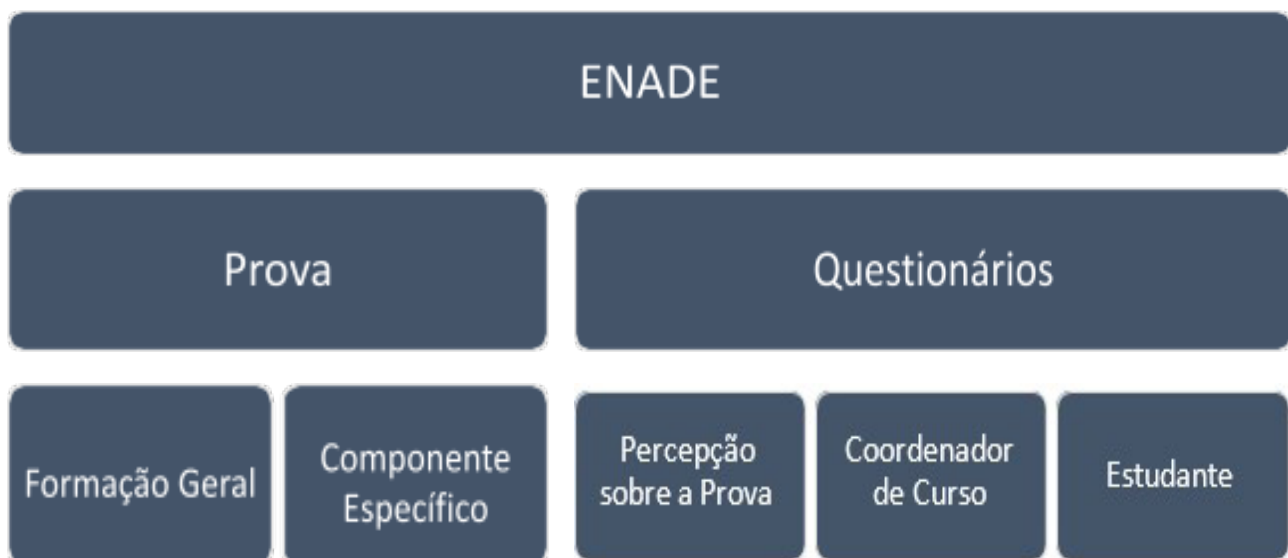 ENADE
Prova
Questionários
Formação Geral
Componente
Específico
Percepção
sobre a Prova
Coordenador
de Curso
Estudante